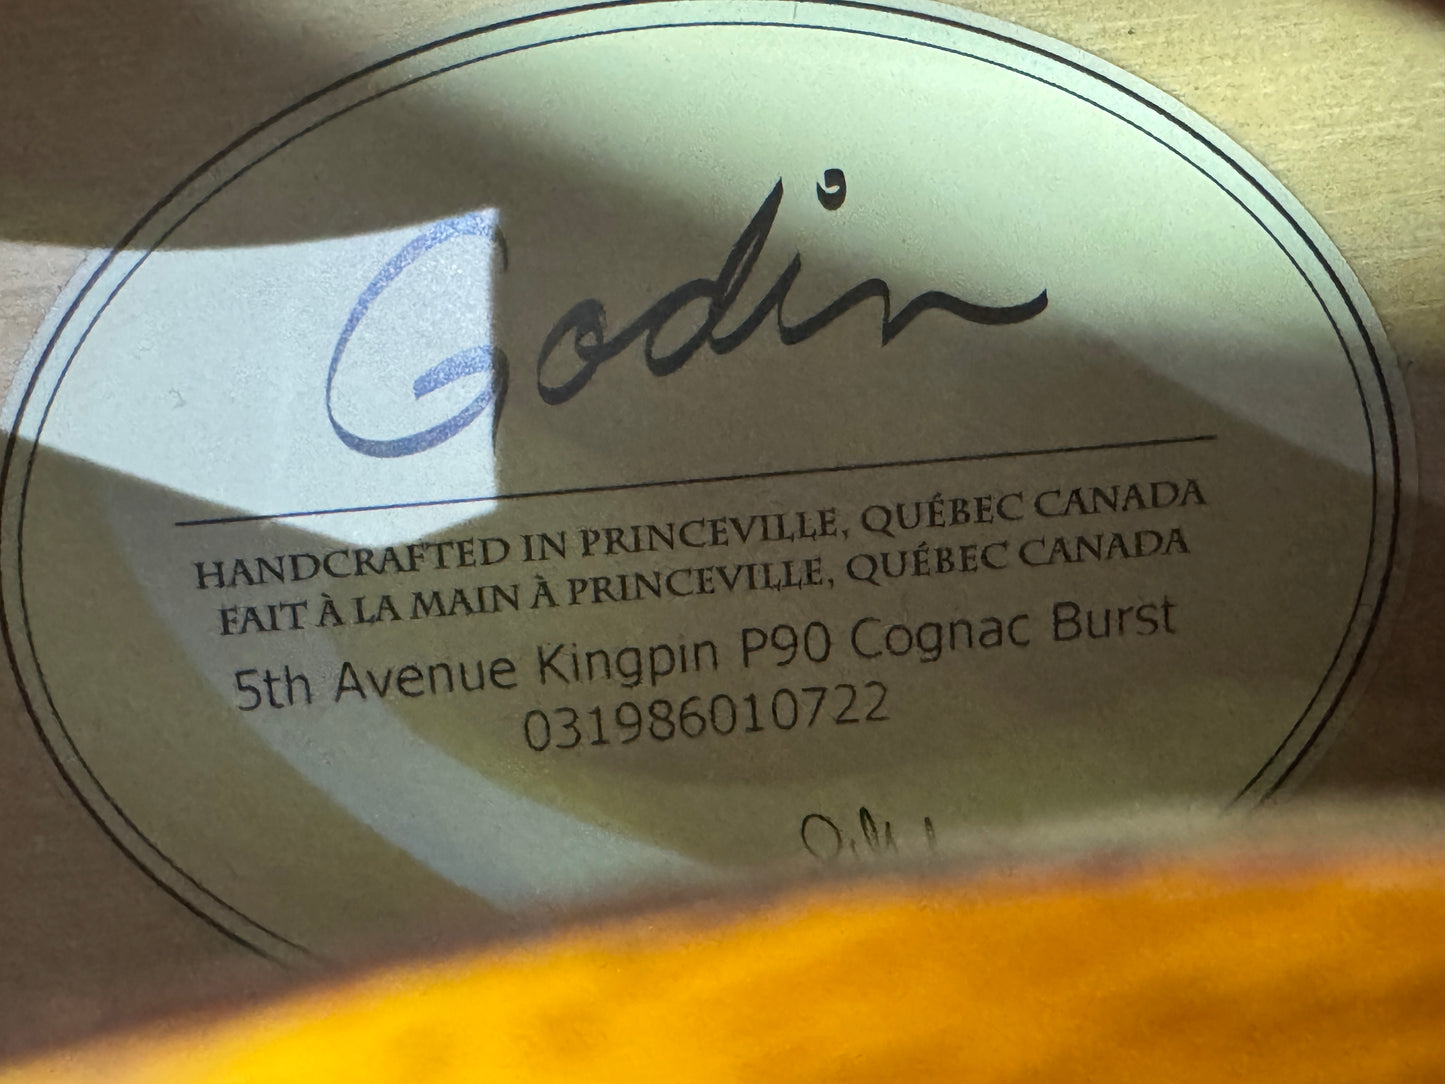 Godin
HANDCRAFTED IN PRINCEVILLE, QUÉBEC CANADA
FAIT À LA MAIN À PRINCEVILLE, QUÉBEC CANADA
5th Avenue Kingpin P90 Cognac Burst
031986010722